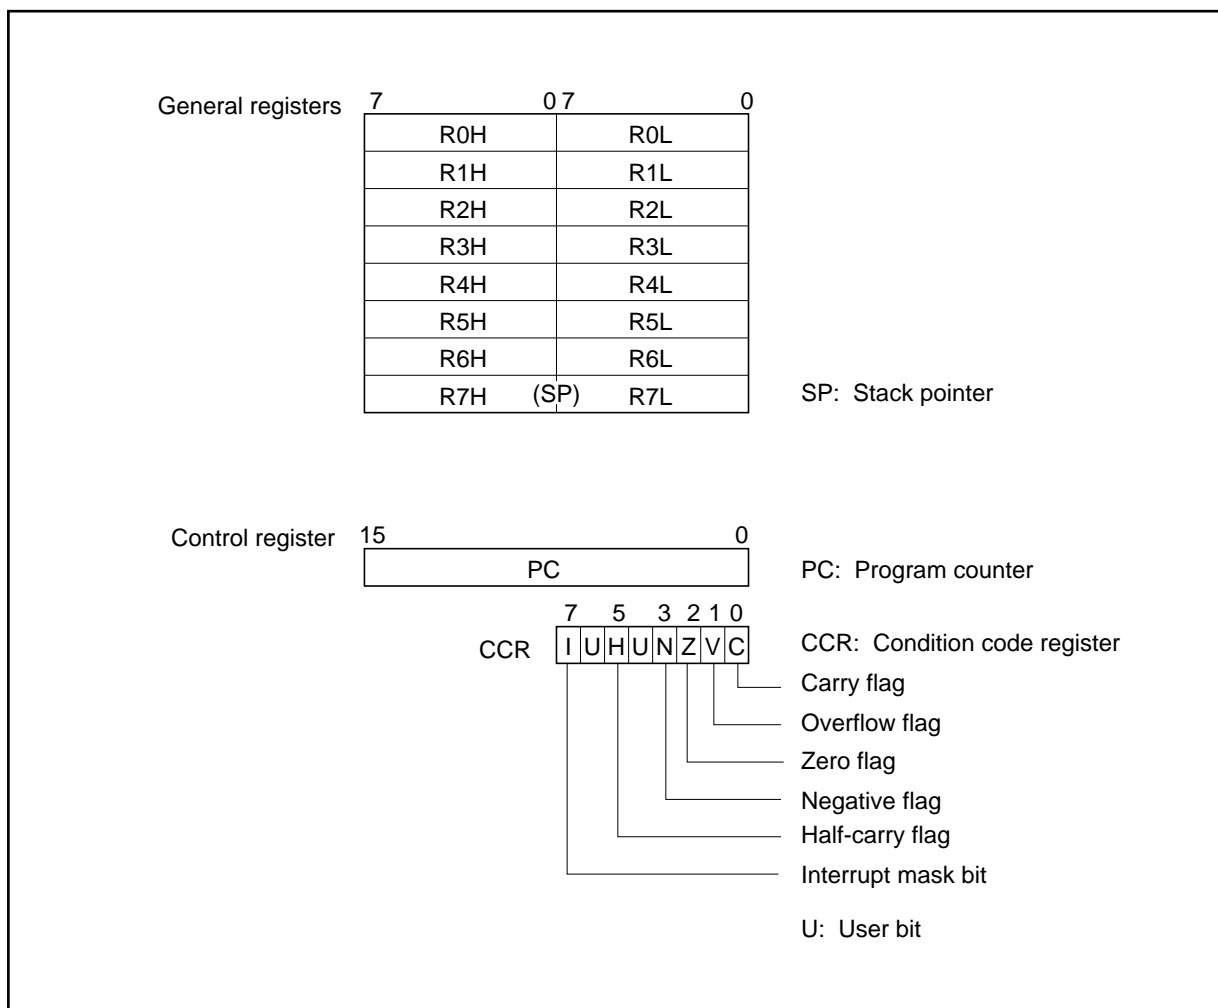 General registers 7 0 7 0
R0H R0L
R1H R1L
R2H R2L
R3H R3L
R4H R4L
R5H R5L
R6H R6L
R7H (SP) R7L SP: Stack pointer
Control register 15 0
PC PC: Program counter
7 5 3 2 1 0
CCR I U H U N Z V C CCR: Condition code register
Carry flag
Overflow flag
Zero flag
Negative flag
Half-carry flag
Interrupt mask bit
U: User bit